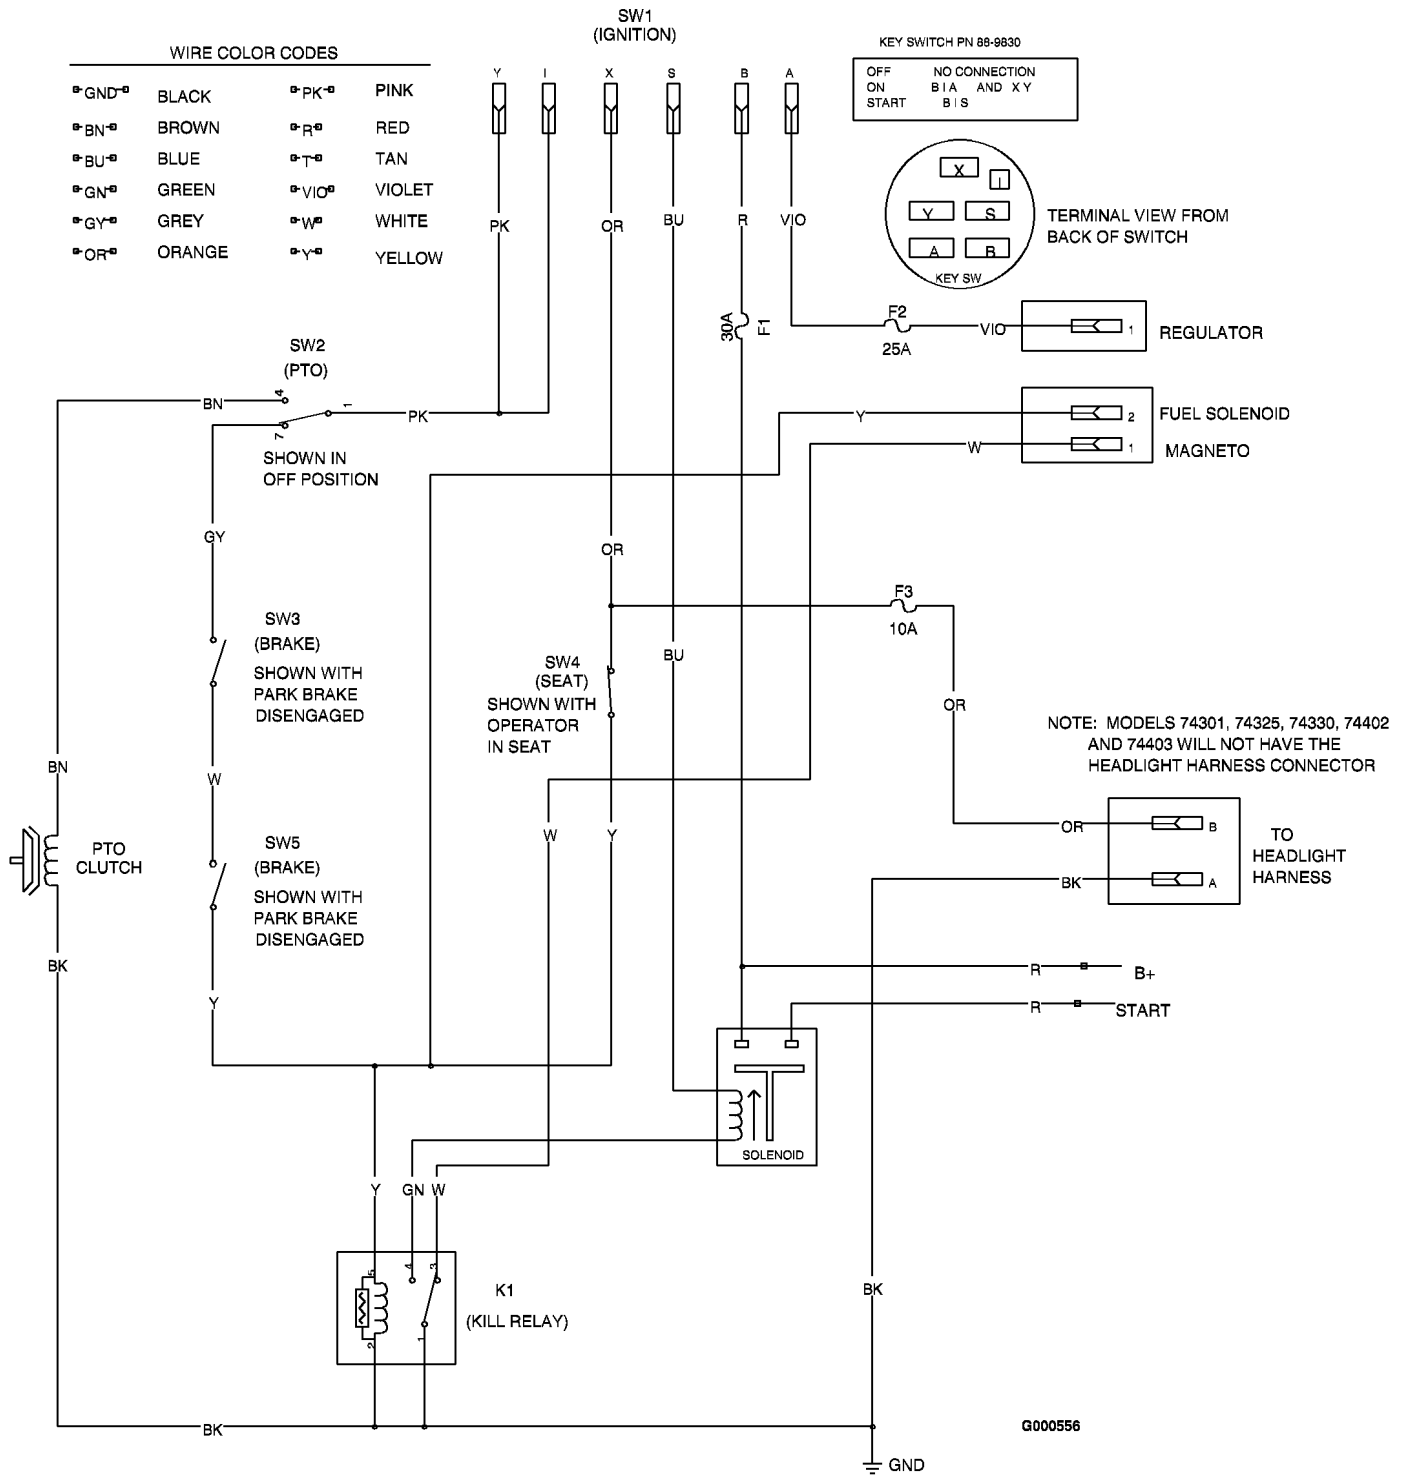 SW1
(IGNITION)
WIRE COLOR CODES
GND BLACK PK PINK
BN BROWN R RED
BU BLUE T TAN
GN GREEN VIO VIOLET
GY GREY W WHITE
OR ORANGE Y YELLOW
Y I X S B A
KEY SWITCH PN 88-9830
OFF NO CONNECTION
ON B I A AND X Y
START B I S
X
I
Y S
A B
KEY SW
TERMINAL VIEW FROM
BACK OF SWITCH
PK OR BU R VIO
30A F1
F2
25A
VIO
1
REGULATOR
SW2
(PTO)
4
1
7
BN
PK
SHOWN IN
OFF POSITION
Y
2
FUEL SOLENOID
W
1
MAGNETO
GY
OR
F3
10A
SW3
(BRAKE)
SHOWN WITH
PARK BRAKE
DISENGAGED
SW4
(SEAT)
SHOWN WITH
OPERATOR
IN SEAT
BU
OR
NOTE: MODELS 74301, 74325, 74330, 74402
AND 74403 WILL NOT HAVE THE
HEADLIGHT HARNESS CONNECTOR
BN
W
W
Y
OR
B
TO
HEADLIGHT
HARNESS
BK
A
PTO
CLUTCH
SW5
(BRAKE)
SHOWN WITH
PARK BRAKE
DISENGAGED
BK
R
B+
Y
R
START
SOLENOID
Y GN W
5 4 3
2 1
K1
(KILL RELAY)
BK
BK
G000556
GND